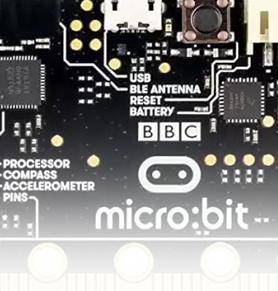 USB
BLE ANTENNA
RESET
BATTERY
BBC
PROCESSOR
COMPASS
ACCELEROMETER
PINS
micro:bit